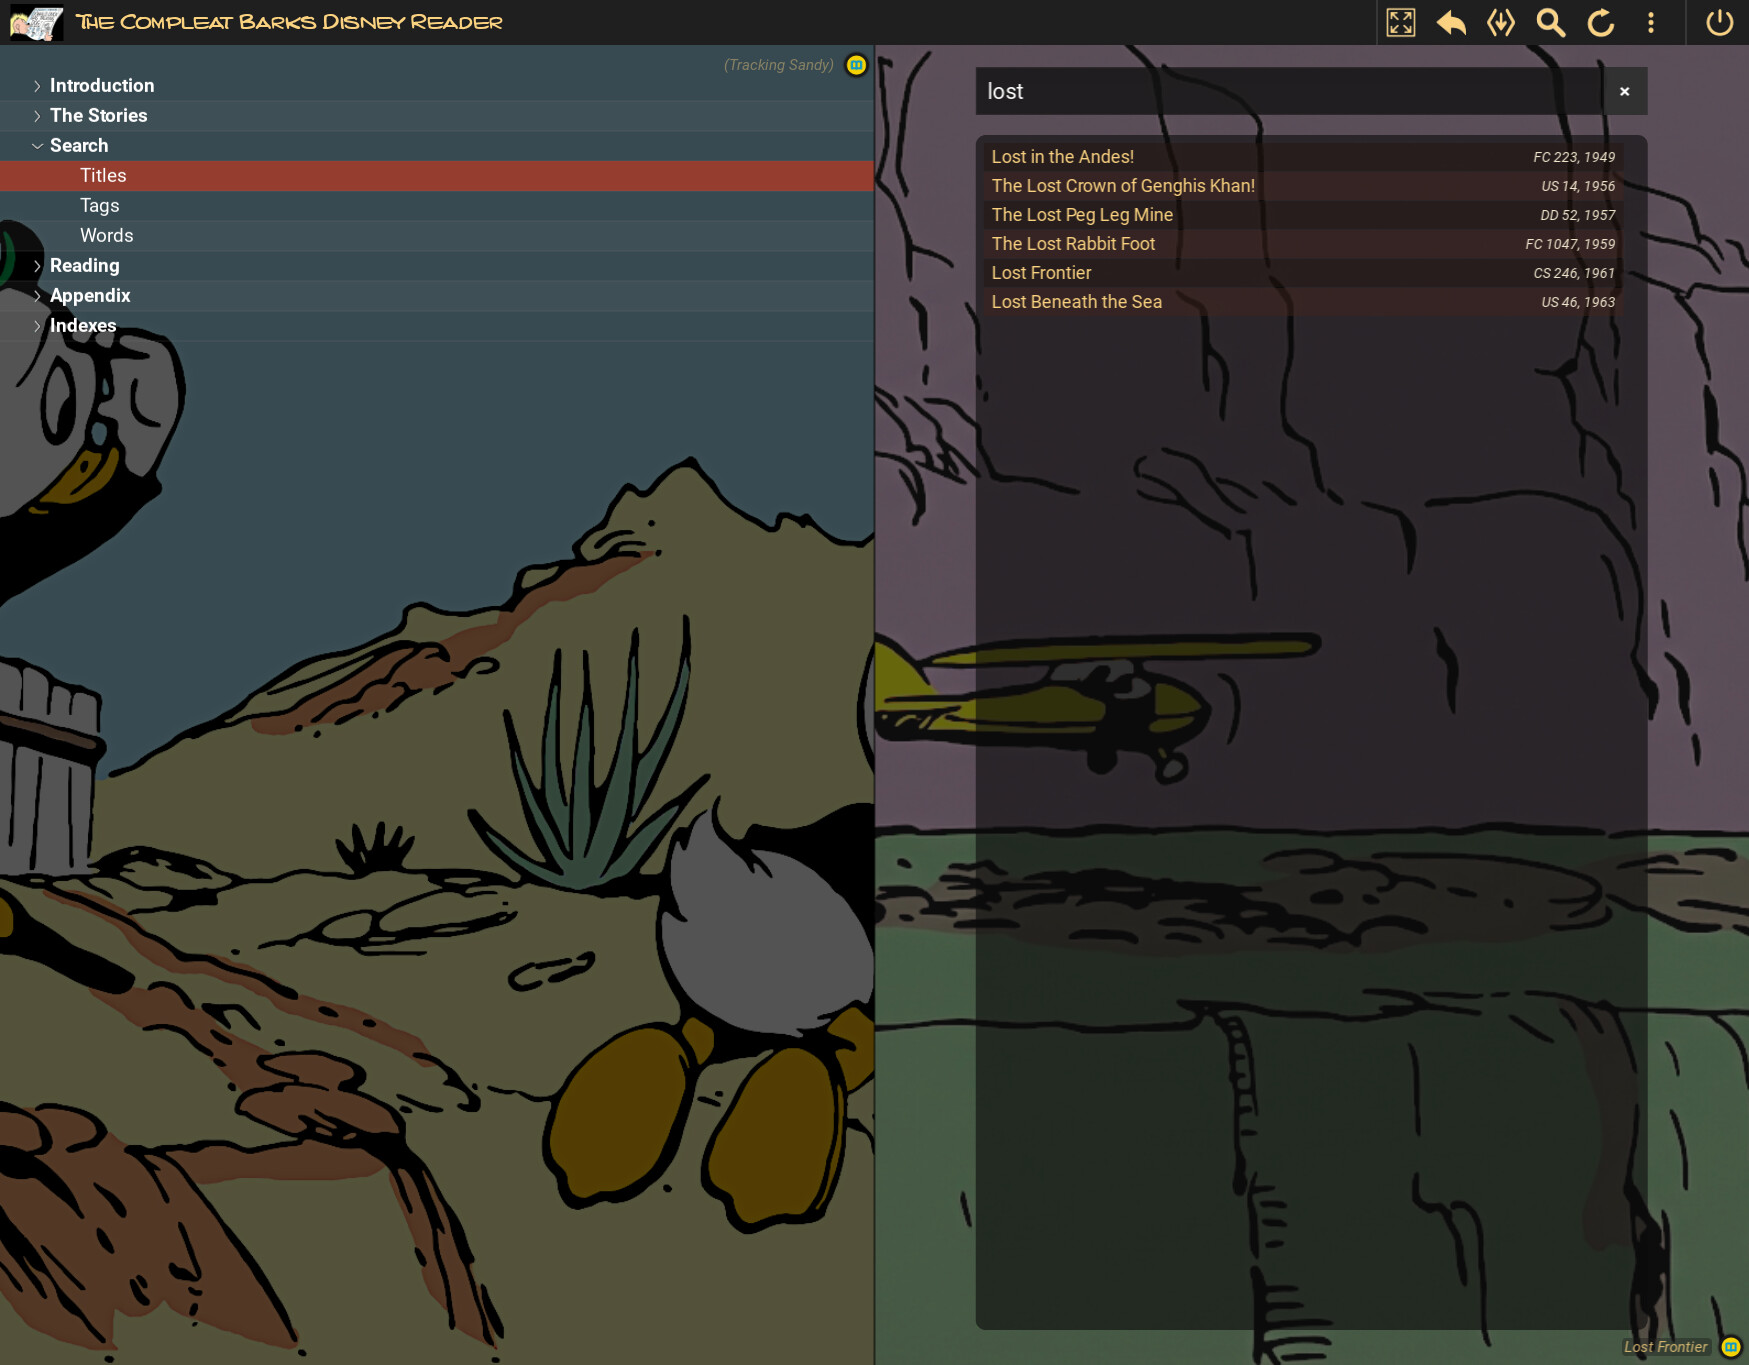 The Compleat Barks Disney Reader
(Tracking Sandy)
Introduction
The Stories
Search
Titles
Tags
Words
Reading
Appendix
Indexes
lost
Lost in the Andes! FC 223, 1949
The Lost Crown of Genghis Khan! US 14, 1956
The Lost Peg Leg Mine DD 52, 1957
The Lost Rabbit Foot FC 1047, 1959
Lost Frontier CS 246, 1961
Lost Beneath the Sea US 46, 1963
Lost Frontier